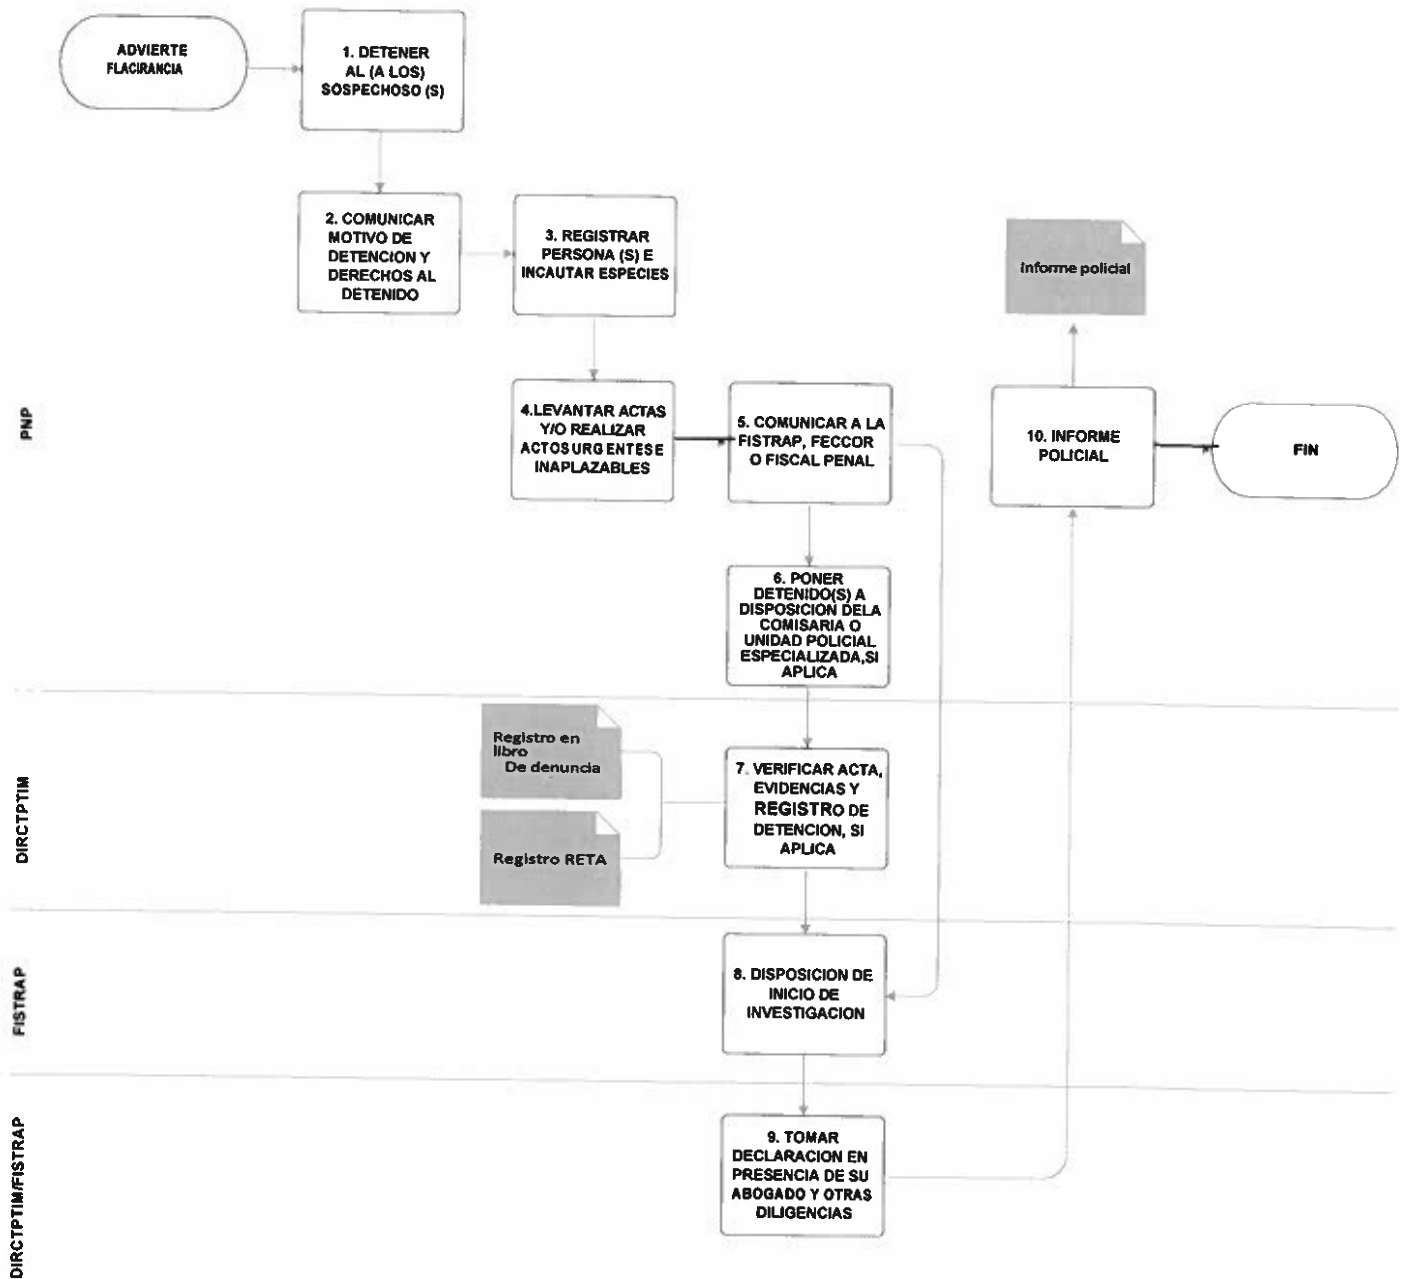 ADVIERTE
FLACIRANCIA
1. DETENER
AL (A LOS)
SOSPECHOSO (S)
2. COMUNICAR
MOTIVO DE
DETENCION Y
DERECHOS AL
DETENIDO
3. REGISTRAR
PERSONA (S) E
INCAUTAR ESPECIES
Informe policial
PNP
4.LEVANTAR ACTAS
Y/O REALIZAR
ACTOS URGENTES E
INAPLAZABLES
5. COMUNICAR A LA
FISTRAP, FECCOR
O FISCAL PENAL
10. INFORME
POLICIAL
FIN
6. PONER
DETENIDO(S) A
DISPOSICION DELA
COMISARIA O
UNIDAD POLICIAL
ESPECIALIZADA,SI
APLICA
DIRCTPTIM
Registro en
libro
De denuncia
Registro RETA
7. VERIFICAR ACTA,
EVIDENCIAS Y
REGISTRO DE
DETENCION, SI
APLICA
FISTRAP
8. DISPOSICION DE
INICIO DE
INVESTIGACION
DIRCTPTIM/FISTRAP
9. TOMAR
DECLARACION EN
PRESENCIA DE SU
ABOGADO Y OTRAS
DILIGENCIAS